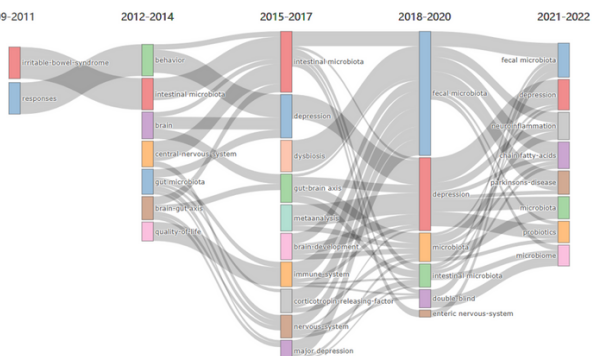 09-2011
2012-2014
2015-2017
2018-2020
2021-2022
irritable-bowel-syndrome
responses
behavior
intestinal-microbiota
brain
central-nervous-system
gut microbiota
brain-gut-axis
quality-of-life
intestinal-microbiota
depression
dysbiosis
gut-brain axis
metaanalysis
brain-development
immune-system
corticotropin-releasing-factor
nervous-system
major depression
fecal-microbiota
depression
microbiota
intestinal-microbiota
double-blind
enteric nervous-system
fecal microbiota
depression
neuroinflammation
chain fatty-acids
parkinsons-disease
microbiota
probiotics
microbiome